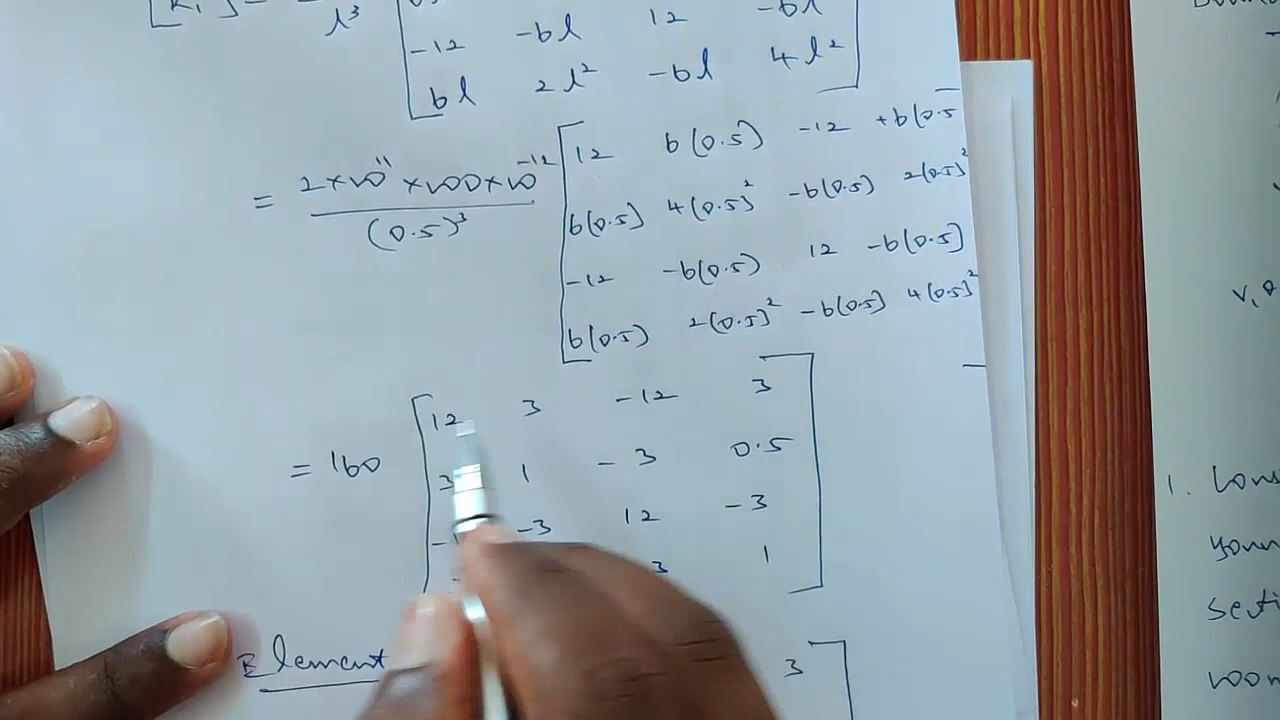 l³
-12 -6l 12 -6l
6l 2l² -6l 4l²
= 2×10¹¹ ×100×10⁻¹² / (0.5)³
12 6(0.5) -12 +6(0.5
6(0.5) 4(0.5)² -6(0.5) 2(0.5)²
-12 -6(0.5) 12 -6(0.5)
6(0.5) 2(0.5)² -6(0.5) 4(0.5)²
= 160
12 3 -12 3
3 1 -3 0.5
-3 12 -3
3 1
Element
3
1. Cons
youn
secti